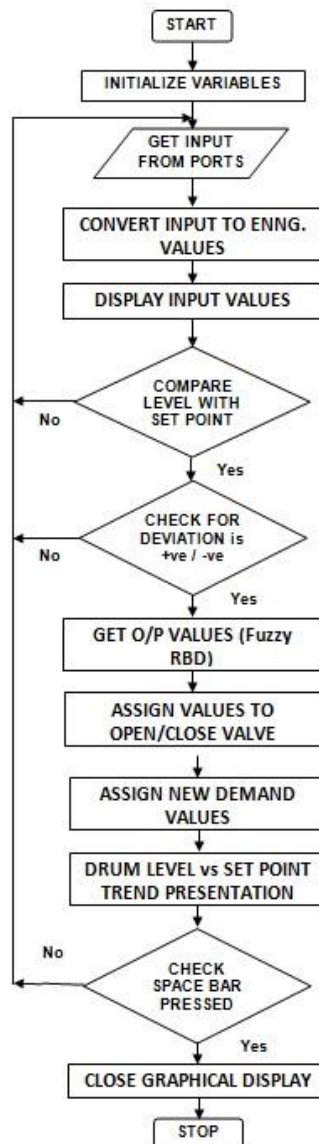 START
INITIALIZE VARIABLES
GET INPUT
FROM PORTS
CONVERT INPUT TO ENNG.
VALUES
DISPLAY INPUT VALUES
COMPARE
LEVEL WITH
SET POINT
No
Yes
CHECK FOR
DEVIATION is
+ve / -ve
No
Yes
GET O/P VALUES (Fuzzy
RBD)
ASSIGN VALUES TO
OPEN/CLOSE VALVE
ASSIGN NEW DEMAND
VALUES
DRUM LEVEL vs SET POINT
TREND PRESENTATION
No
CHECK
SPACE BAR
PRESSED
Yes
CLOSE GRAPHICAL DISPLAY
STOP